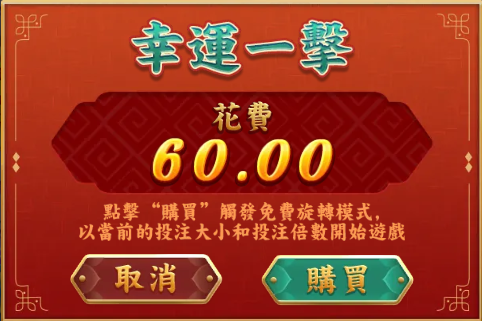 幸運一擊
花費
60.00
點擊“購買”觸發免費旋轉模式,
以當前的投注大小和投注倍數開始遊戲
取消
購買